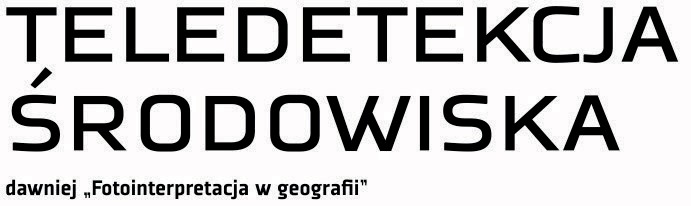 TELEDETEKCJA
ŚRODOWISKA
dawniej „Fotointerpretacja w geografii”